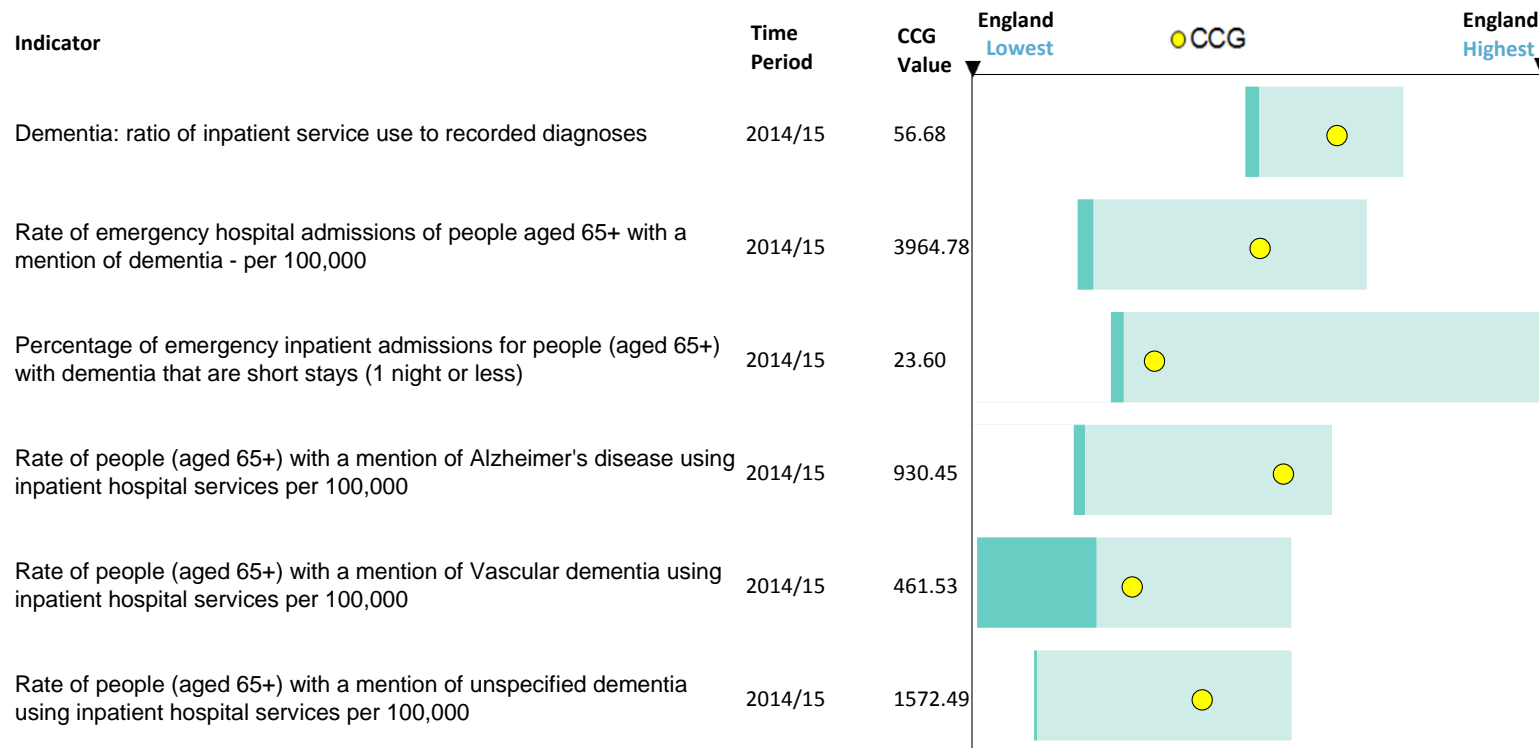 Indicator
Time Period
CCG Value
England Lowest
CCG
England Highest
Dementia: ratio of inpatient service use to recorded diagnoses
2014/15
56.68
Rate of emergency hospital admissions of people aged 65+ with a
mention of dementia - per 100,000
2014/15
3964.78
Percentage of emergency inpatient admissions for people (aged 65+)
with dementia that are short stays (1 night or less)
2014/15
23.60
Rate of people (aged 65+) with a mention of Alzheimer's disease using
inpatient hospital services per 100,000
2014/15
930.45
Rate of people (aged 65+) with a mention of Vascular dementia using
inpatient hospital services per 100,000
2014/15
461.53
Rate of people (aged 65+) with a mention of unspecified dementia
using inpatient hospital services per 100,000
2014/15
1572.49